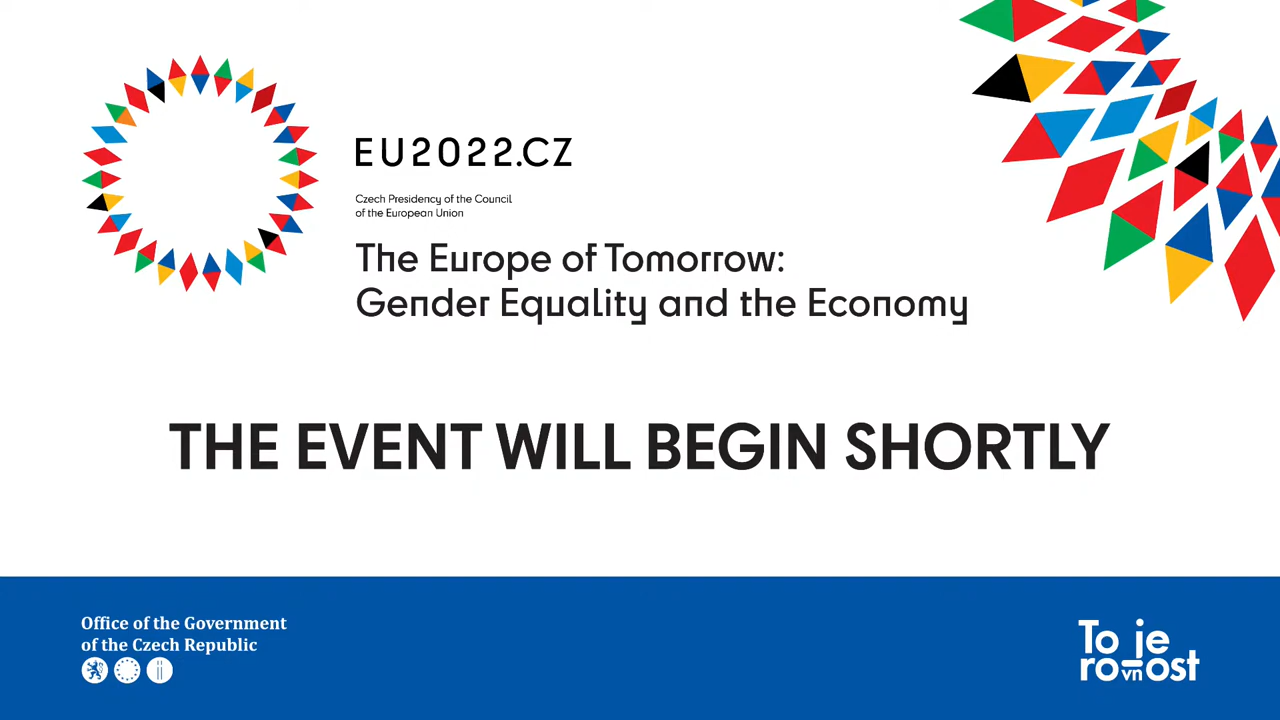 EU2022.CZ
Czech Presidency of the Council
of the European Union
The Europe of Tomorrow:
Gender Equality and the Economy
THE EVENT WILL BEGIN SHORTLY
Office of the Government
of the Czech Republic
To je
rovnost